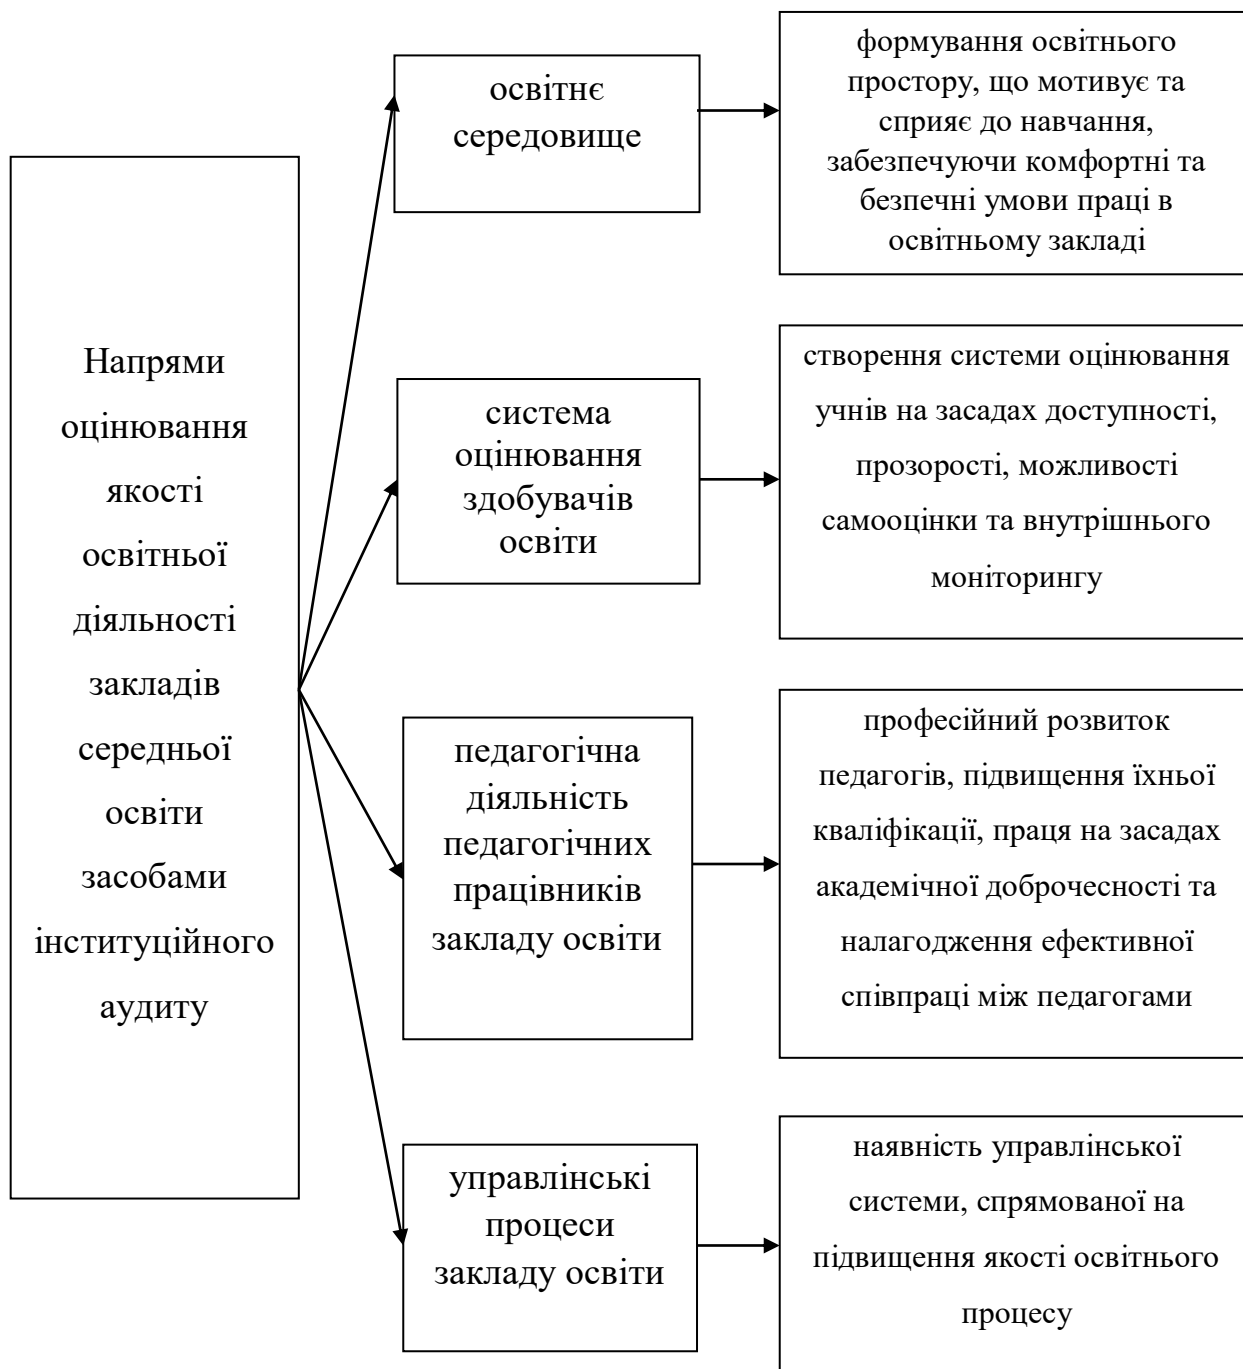 Напрями
оцінювання
якості
освітньої
діяльності
закладів
середньої
освіти
засобами
інституційного
аудиту
освітнє
середовище
формування освітнього
простору, що мотивує та
сприяє до навчання,
забезпечуючи комфортні та
безпечні умови праці в
освітньому закладі
система
оцінювання
здобувачів
освіти
створення системи оцінювання
учнів на засадах доступності,
прозорості, можливості
самооцінки та внутрішнього
моніторингу
педагогічна
діяльність
педагогічних
працівників
закладу освіти
професійний розвиток
педагогів, підвищення їхньої
кваліфікації, праця на засадах
академічної доброчесності та
налагодження ефективної
співпраці між педагогами
управлінські
процеси
закладу освіти
наявність управлінської
системи, спрямованої на
підвищення якості освітнього
процесу